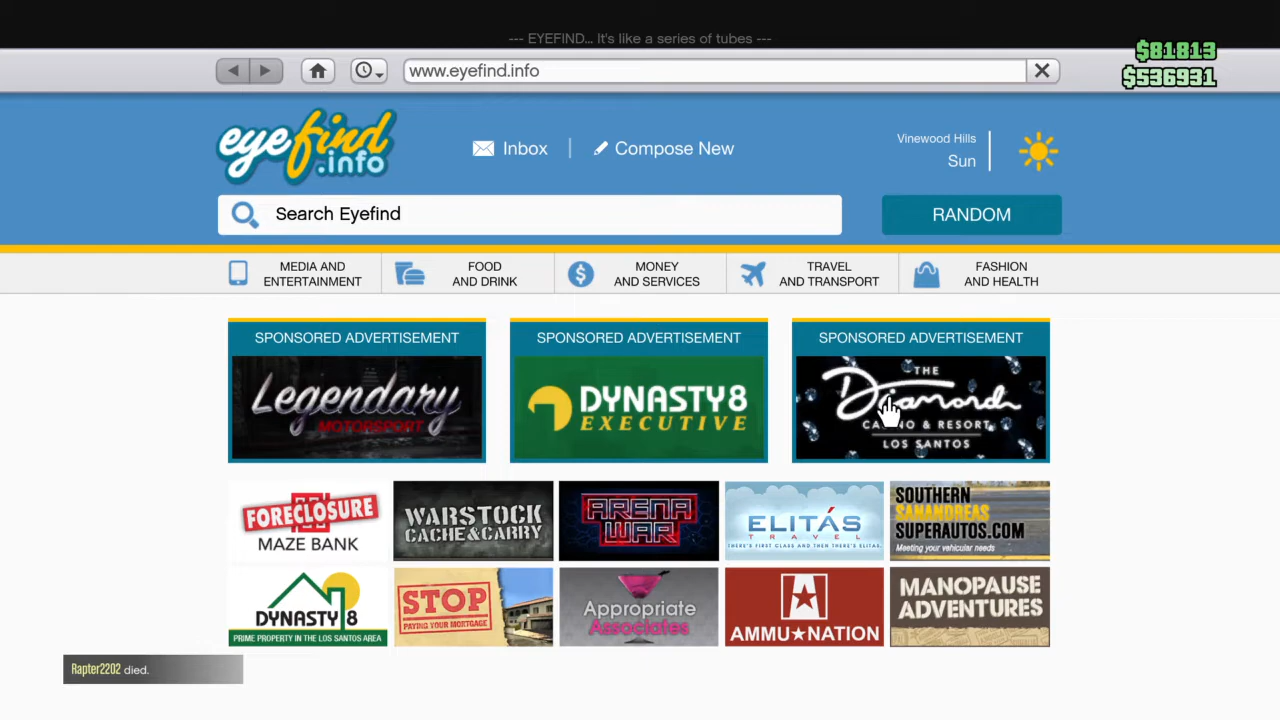 --- EYEFIND... It's like a series of tubes ---
$81813
$536931
www.eyefind.info
eyefind
.info
Inbox
Compose New
Vinewood Hills
Sun
Search Eyefind
RANDOM
MEDIA AND
ENTERTAINMENT
FOOD
AND DRINK
MONEY
AND SERVICES
TRAVEL
AND TRANSPORT
FASHION
AND HEALTH
SPONSORED ADVERTISEMENT
Legendary
MOTORSPORT
SPONSORED ADVERTISEMENT
DYNASTY8
EXECUTIVE
SPONSORED ADVERTISEMENT
THE
Diamond
CASINO & RESORT
LOS SANTOS
FORECLOSURE
MAZE BANK
WARSTOCK
CACHE & CARRY
ARENA
WAR
ELITÁS
TRAVEL
THERE'S FIRST CLASS AND THEN THERE'S ELITAS.
SOUTHERN
SANANDREAS
SUPERAUTOS.COM
Meeting your vehicular needs
DYNASTY 8
PRIME PROPERTY IN THE LOS SANTOS AREA
STOP
PAYING YOUR MORTGAGE
Appropriate
Associates
AMMU★NATION
MANOPAUSE
ADVENTURES
Rapter2202 died.